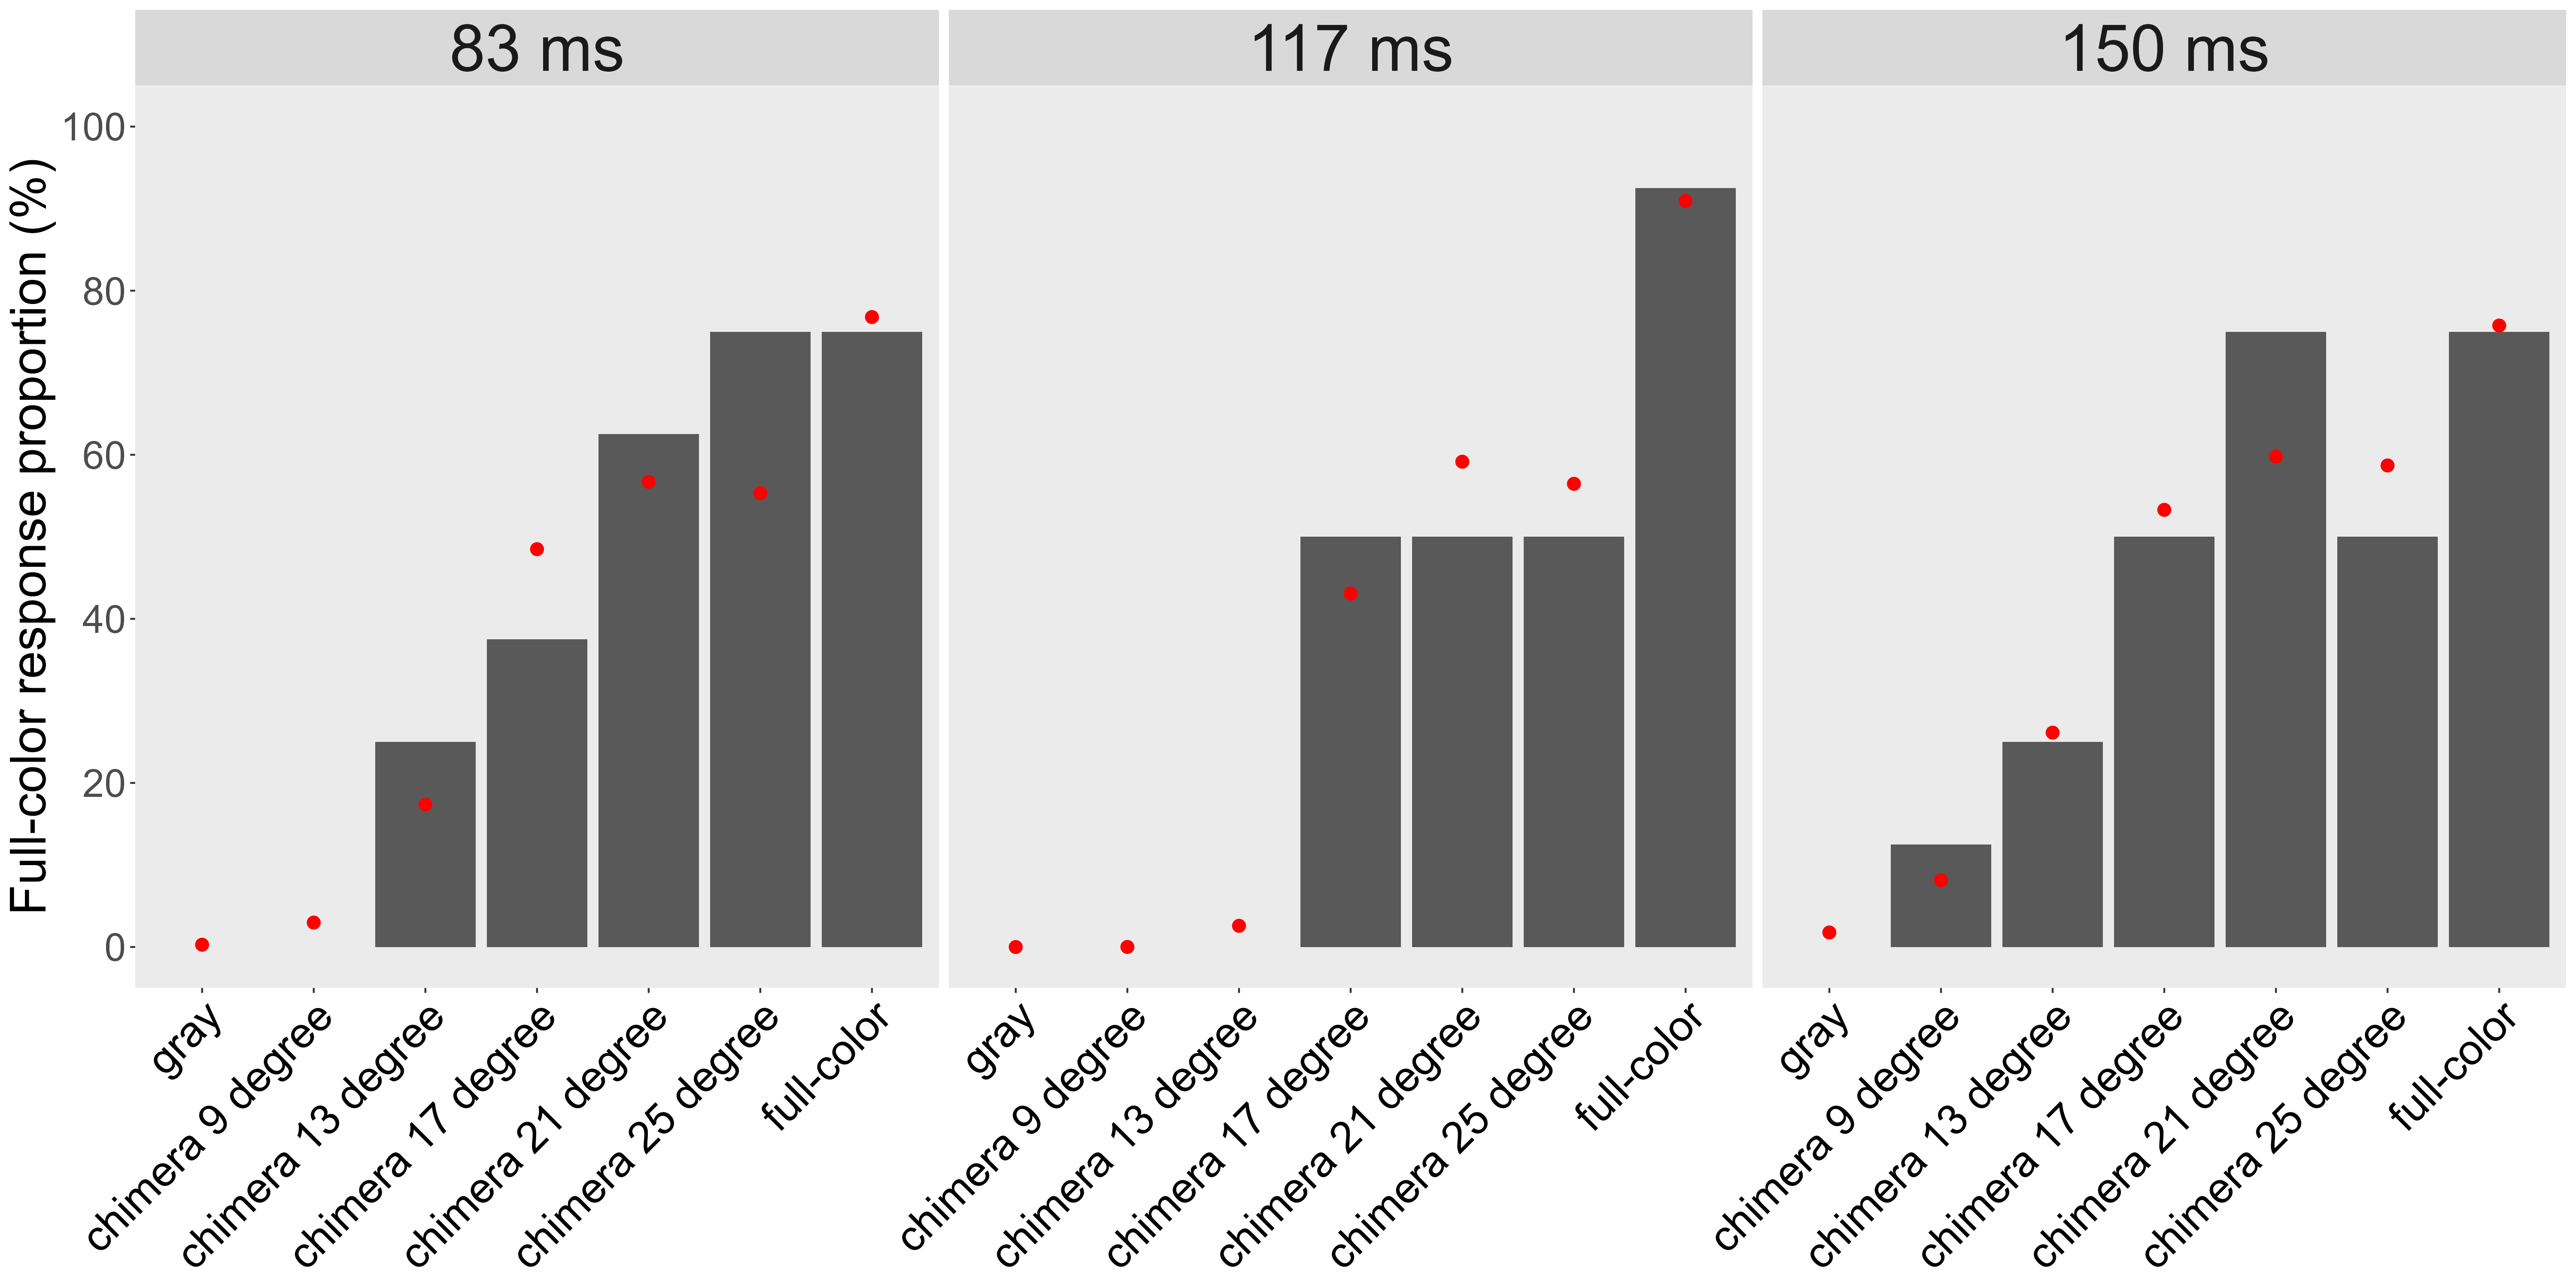 83 ms
117 ms
150 ms
Full-color response proportion (%)
100
80
60
40
20
0
gray
chimera 9 degree
chimera 13 degree
chimera 17 degree
chimera 21 degree
chimera 25 degree
full-color
gray
chimera 9 degree
chimera 13 degree
chimera 17 degree
chimera 21 degree
chimera 25 degree
full-color
gray
chimera 9 degree
chimera 13 degree
chimera 17 degree
chimera 21 degree
chimera 25 degree
full-color